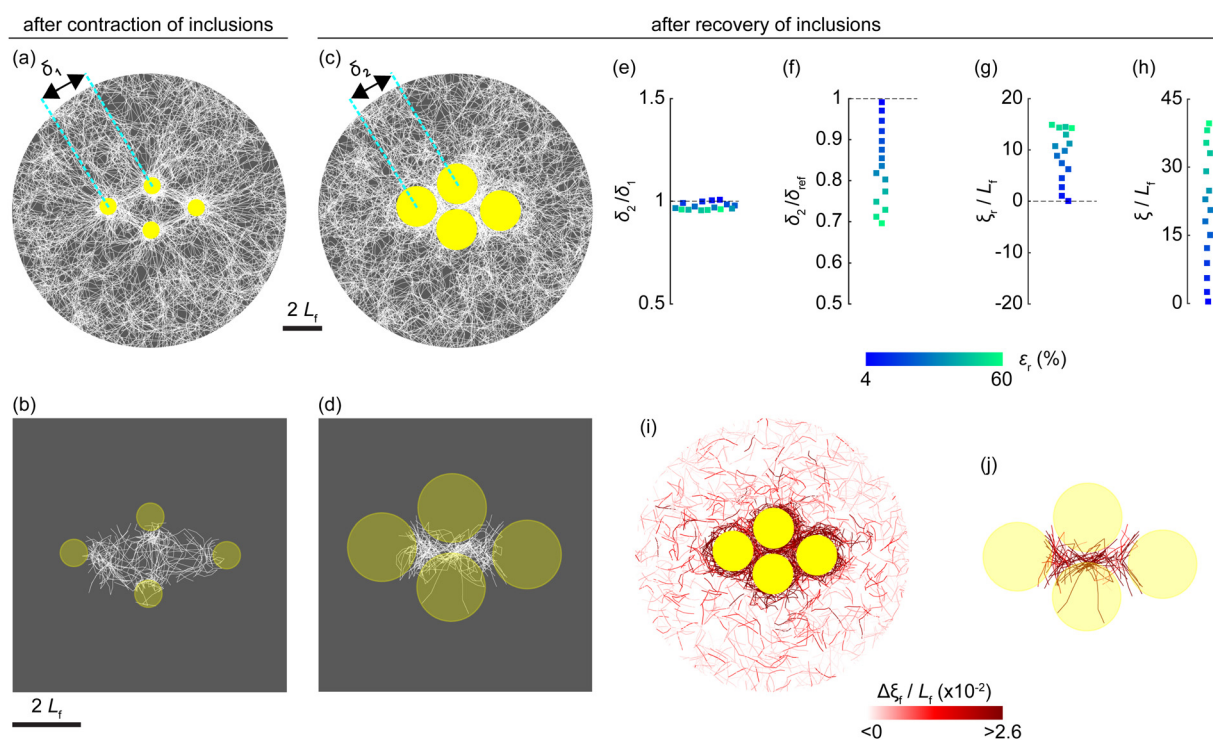 after contraction of inclusions
after recovery of inclusions
(a)
δ₁
(c)
δ₂
2 Lf
(e)
1.5
1
0.5
δ₂/δ₁
(f)
1
0.9
0.8
0.7
0.6
0.5
δ₂/δref
(g)
20
10
0
-10
-20
ξr / Lf
(h)
45
30
15
0
ξ / Lf
εr (%)
4
60
(b)
2 Lf
(d)
(i)
(j)
Δξf / Lf (x10⁻²)
<0
>2.6